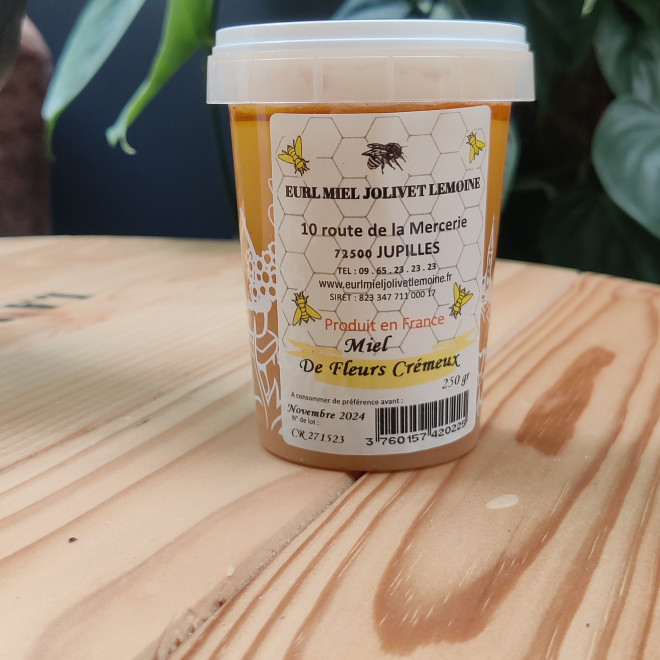 EURL MIEL JOLIVET LEMOINE
10 route de la Mercerie
72500 JUPILLES
TEL : 09 . 65 . 23 . 23 . 23
www.eurlmieljolivetlemoine.fr
SIRET : 823 347 711 000 17
Produit en France
Miel
De Fleurs Crémeux
250 gr
A consommer de préférence avant :
Novembre 2024
N° de lot :
CR 271523
3 760157 420229